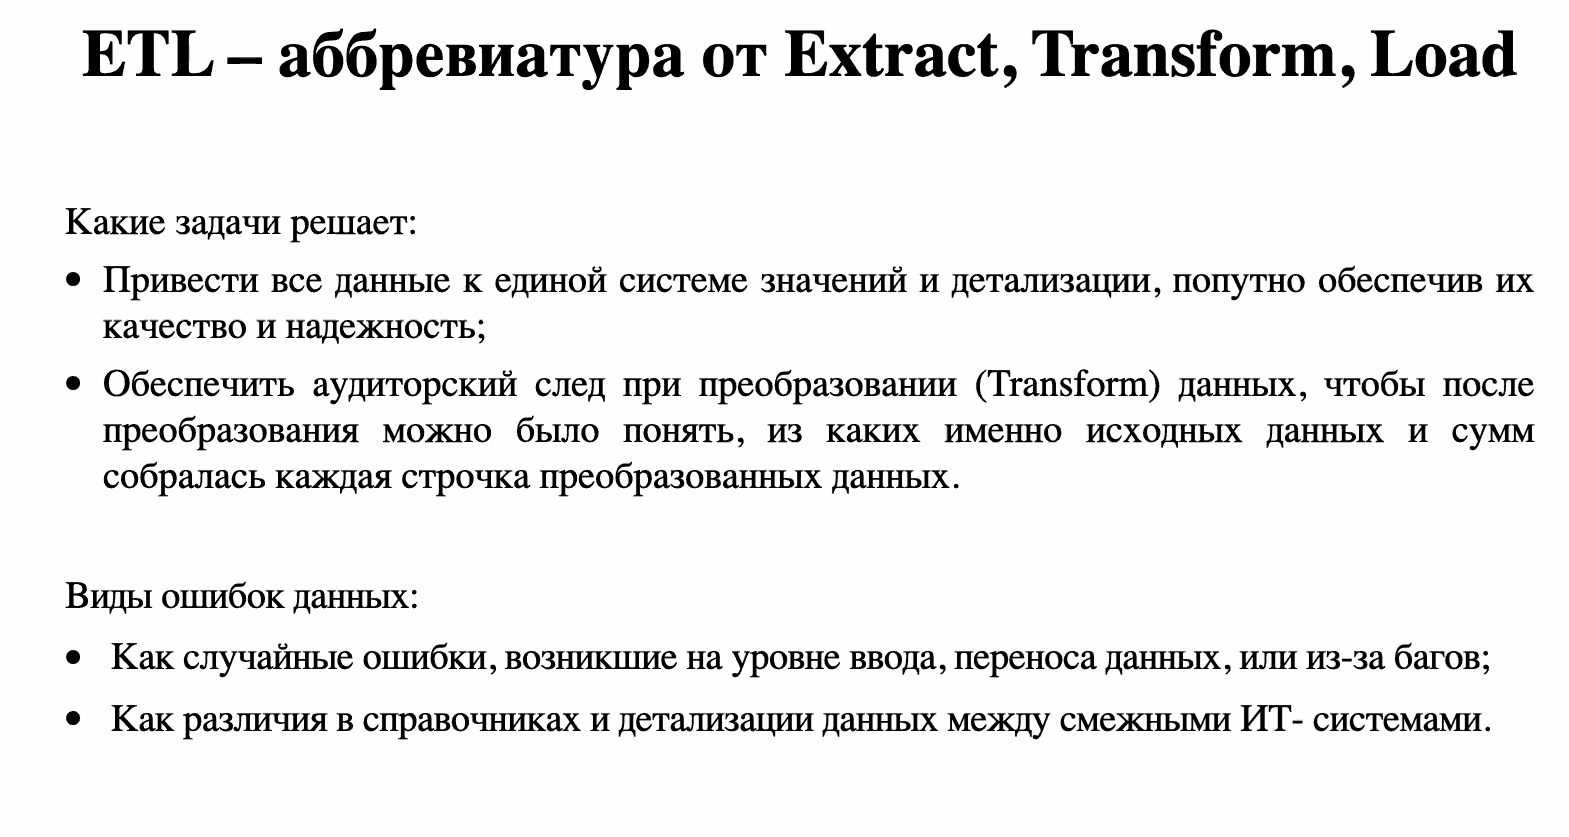 ETL – аббревиатура от Extract, Transform, Load
Какие задачи решает:
• Привести все данные к единой системе значений и детализации, попутно обеспечив их
качество и надежность;
• Обеспечить аудиторский след при преобразовании (Transform) данных, чтобы после
преобразования можно было понять, из каких именно исходных данных и сумм
собралась каждая строчка преобразованных данных.
Виды ошибок данных:
• Как случайные ошибки, возникшие на уровне ввода, переноса данных, или из-за багов;
• Как различия в справочниках и детализации данных между смежными ИТ- системами.